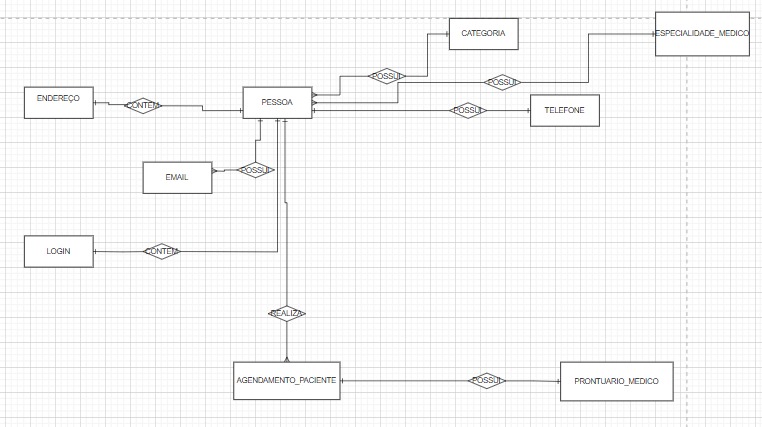 CATEGORIA
ESPECIALIDADE_MEDICO
POSSUI
POSSUI
ENDEREÇO
CONTEM
PESSOA
POSSUI
TELEFONE
EMAIL
POSSUI
LOGIN
CONTEM
REALIZA
AGENDAMENTO_PACIENTE
POSSUI
PRONTUARIO_MEDICO